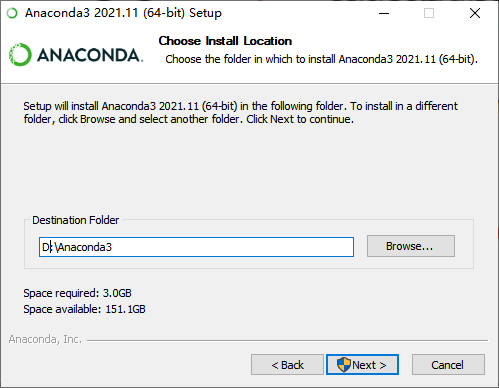 Anaconda3 2021.11 (64-bit) Setup
ANACONDA.
Choose Install Location
Choose the folder in which to install Anaconda3 2021.11 (64-bit).
Setup will install Anaconda3 2021.11 (64-bit) in the following folder. To install in a different
folder, click Browse and select another folder. Click Next to continue.
Destination Folder
D:\Anaconda3
Browse...
Space required: 3.0GB
Space available: 151.1GB
Anaconda, Inc.
< Back
Next >
Cancel